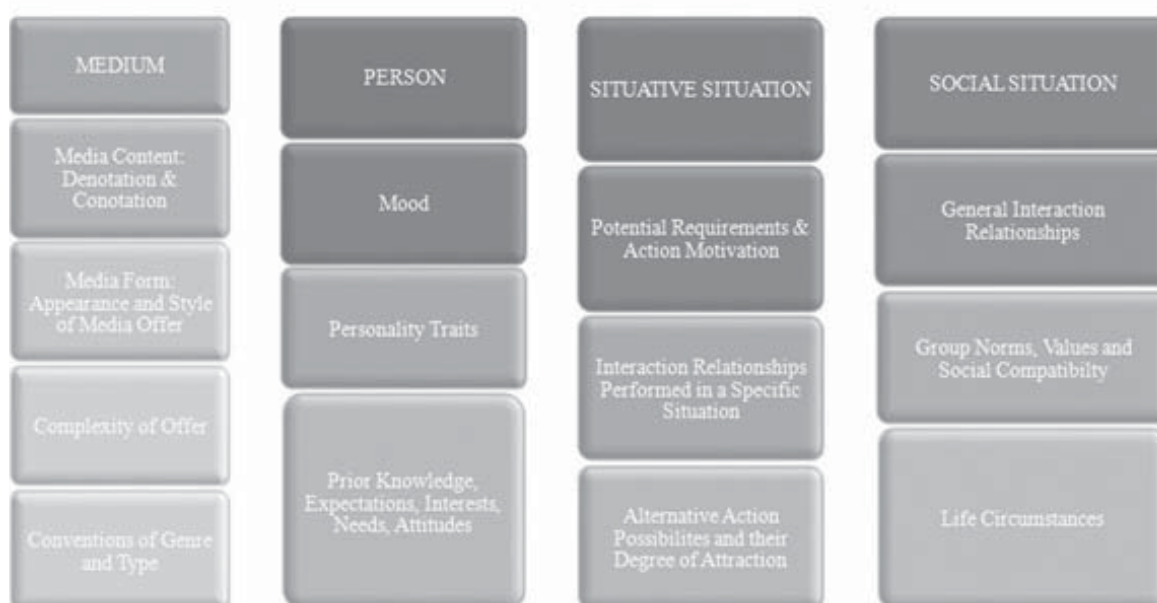 MEDIUM
Media Content:
Denotation &
Conotation
Media Form:
Appearance and Style
of Media Offer
Complexity of Offer
Conventions of Genre
and Type
PERSON
Mood
Personality Traits
Prior Knowledge,
Expectations, Interests,
Needs, Attitudes
SITUATIVE SITUATION
Potential Requirements &
Action Motivation
Interaction Relationships
Performed in a Specific
Situation
Alternative Action
Possibilites and their
Degree of Attraction
SOCIAL SITUATION
General Interaction
Relationships
Group Norms, Values and
Social Compatibilty
Life Circumstances